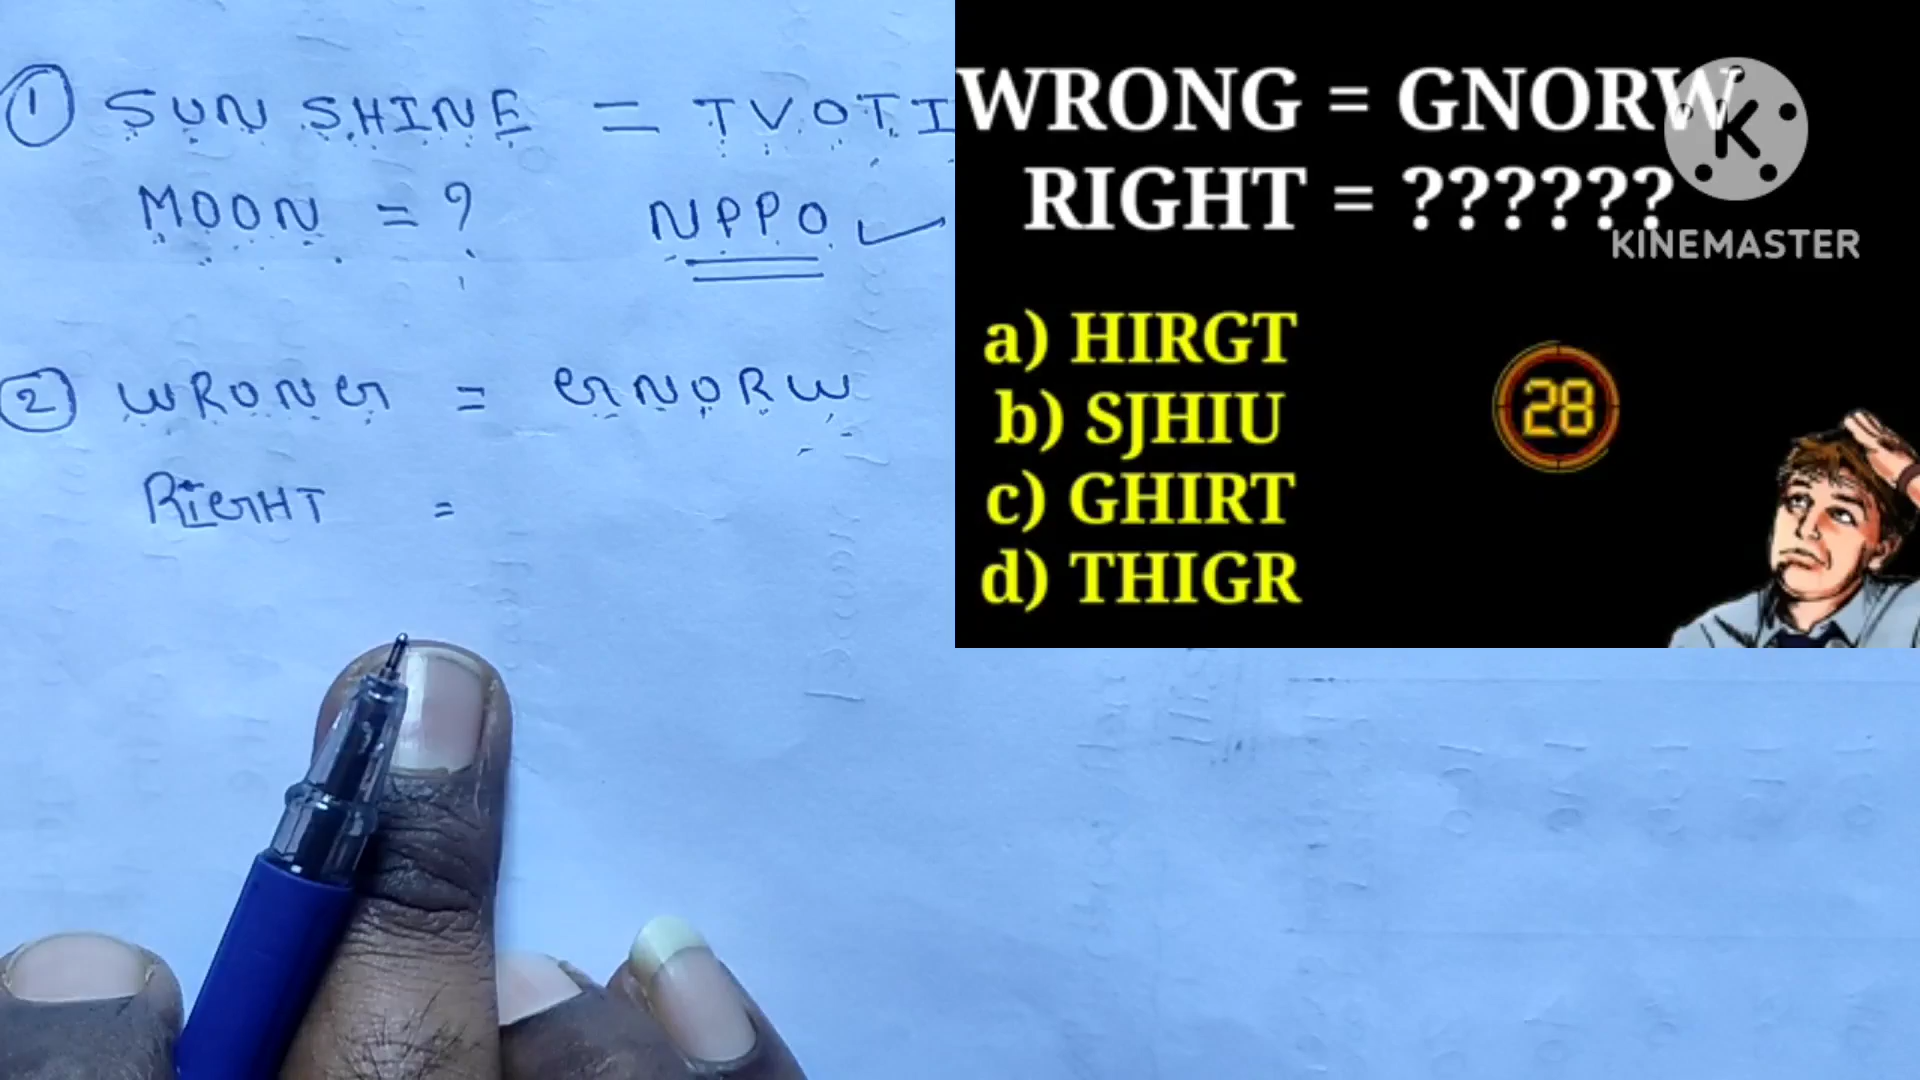 1 SUN SHINE = TVOTI
MOON = ? NPPO
2 WRONG = GNORW
RIGHT =
WRONG = GNORW
RIGHT = ??????
K
KINEMASTER
a) HIRGT
b) SJHIU
28
c) GHIRT
d) THIGR